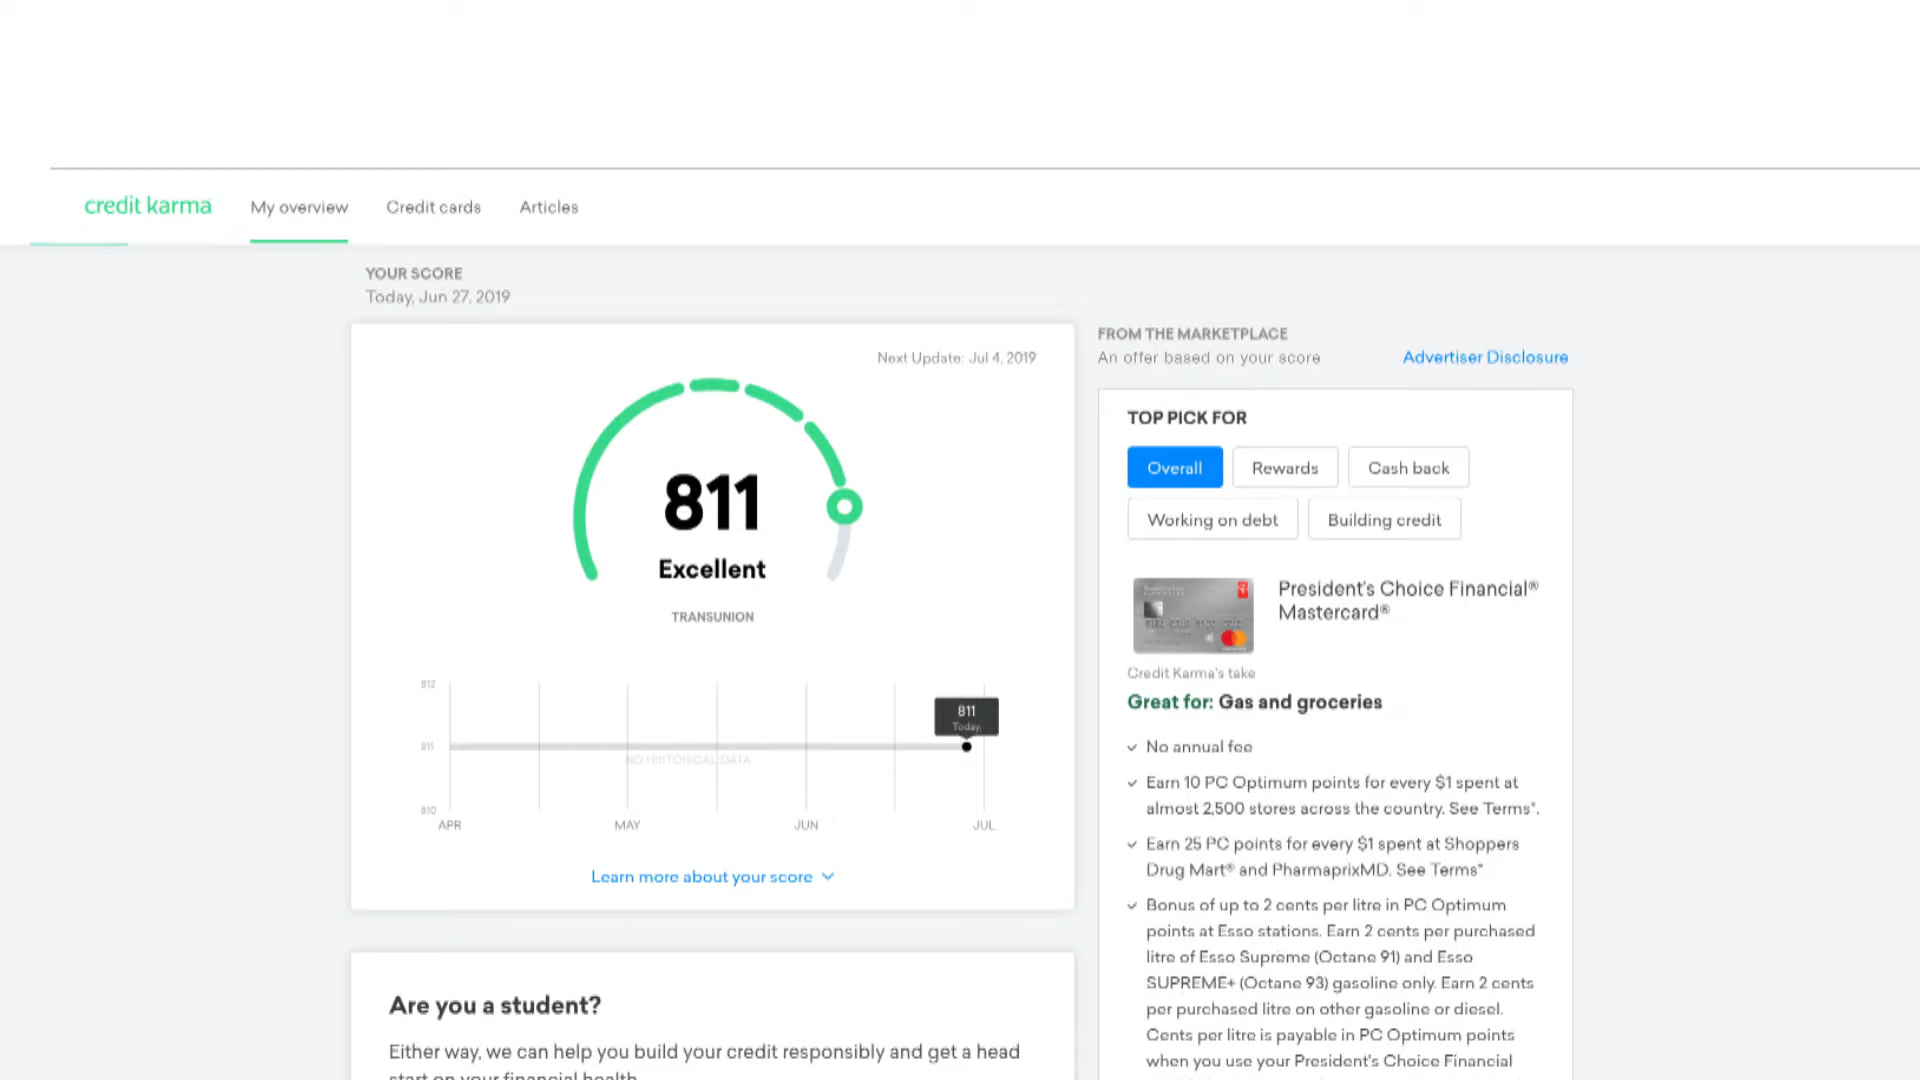 credit karma
My overview
Credit cards
Articles
YOUR SCORE
Today, Jun 27, 2019
Next Update: Jul 4, 2019
811
Excellent
TRANSUNION
812
811
810
811
Today
NO HISTORICAL DATA
APR
MAY
JUN
JUL
Learn more about your score
Are you a student?
Either way, we can help you build your credit responsibly and get a head
start on your financial health.
FROM THE MARKETPLACE
An offer based on your score
Advertiser Disclosure
TOP PICK FOR
Overall
Rewards
Cash back
Working on debt
Building credit
President's Choice Financial®
Mastercard®
Credit Karma's take
Great for: Gas and groceries
No annual fee
Earn 10 PC Optimum points for every $1 spent at
almost 2,500 stores across the country. See Terms*.
Earn 25 PC points for every $1 spent at Shoppers
Drug Mart® and PharmaprixMD. See Terms*
Bonus of up to 2 cents per litre in PC Optimum
points at Esso stations. Earn 2 cents per purchased
litre of Esso Supreme (Octane 91) and Esso
SUPREME+ (Octane 93) gasoline only. Earn 2 cents
per purchased litre on other gasoline or diesel.
Cents per litre is payable in PC Optimum points
when you use your President's Choice Financial